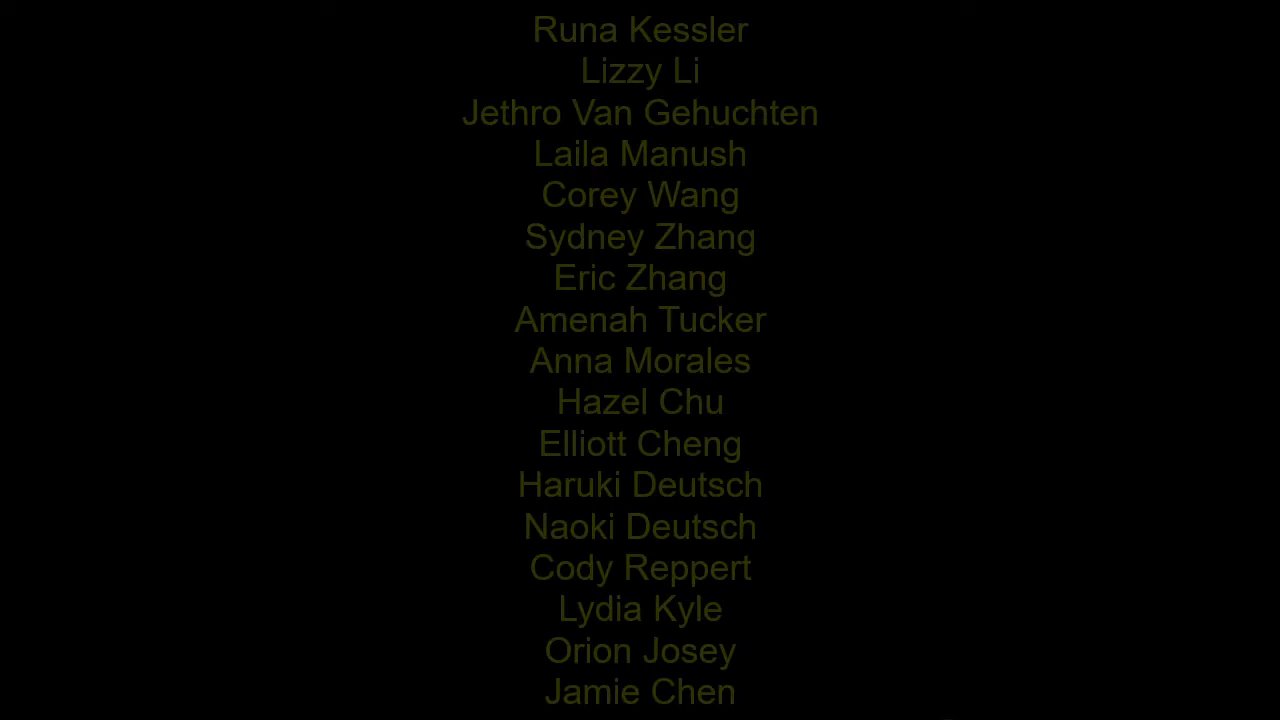 Runa Kessler
Lizzy Li
Jethro Van Gehuchten
Laila Manush
Corey Wang
Sydney Zhang
Eric Zhang
Amenah Tucker
Anna Morales
Hazel Chu
Elliott Cheng
Haruki Deutsch
Naoki Deutsch
Cody Reppert
Lydia Kyle
Orion Josey
Jamie Chen